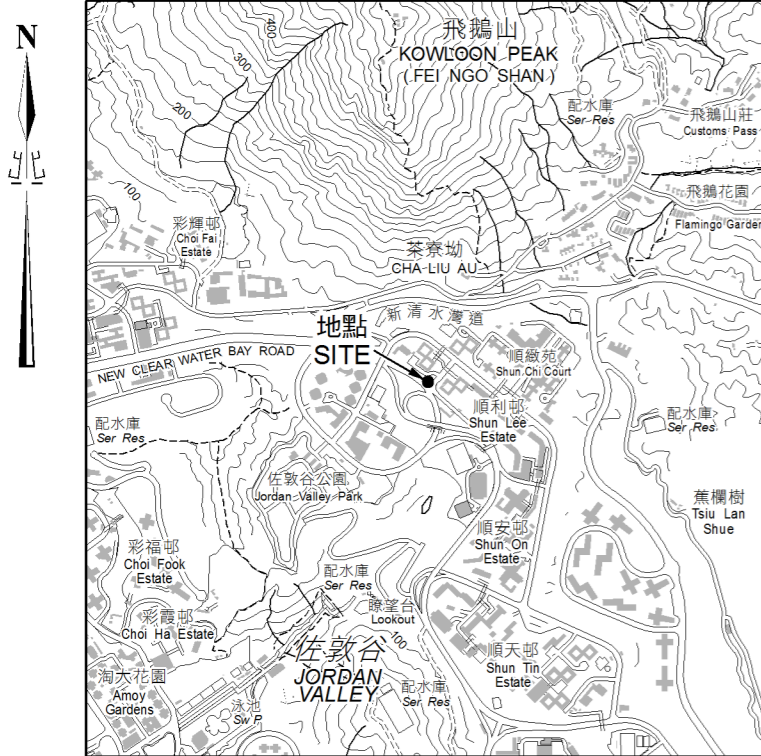 N
飛鵝山
KOWLOON PEAK
(FEI NGO SHAN)
400
300
200
100
配水庫
Ser Res
飛鵝山莊
Customs Pass
飛鵝花園
Flamingo Garden
彩輝邨
Choi Fai
Estate
茶寮坳
CHA LIU AU
新清水灣道
地點
SITE
NEW CLEAR WATER BAY ROAD
順緻苑
Shun Chi Court
順利邨
Shun Lee
Estate
配水庫
Ser Res
配水庫
Ser Res
佐敦谷公園
Jordan Valley Park
蕉欄樹
Tsiu Lan
Shue
順安邨
Shun On
Estate
彩福邨
Choi Fook
Estate
配水庫
Ser Res
瞭望台
Lookout
彩霞邨
Choi Ha Estate
100
佐敦谷
JORDAN
VALLEY
順天邨
Shun Tin
Estate
淘大花園
Amoy
Gardens
泳池
Sw P
配水庫
Ser Res